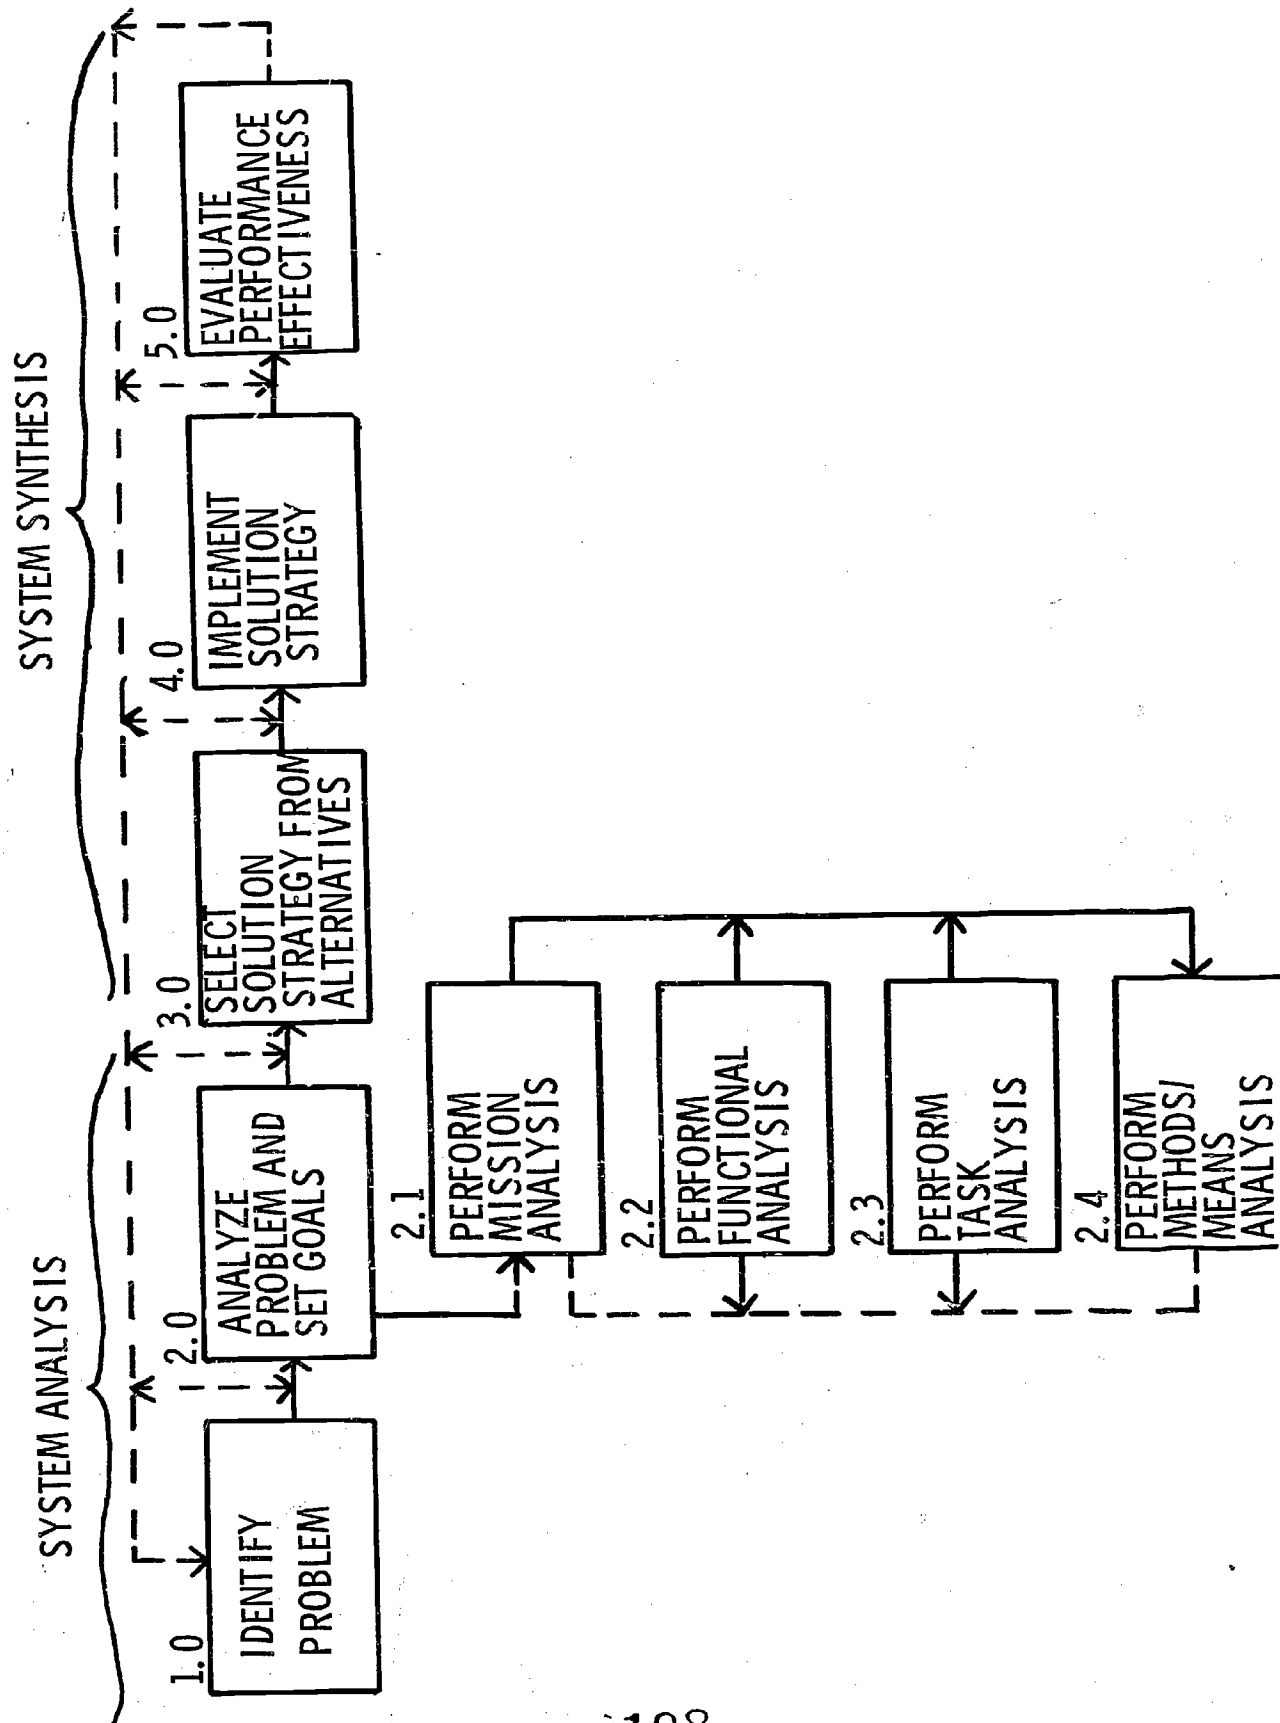 SYSTEM ANALYSIS
SYSTEM SYNTHESIS
1.0
IDENTIFY
PROBLEM
2.0
ANALYZE
PROBLEM AND
SET GOALS
3.0
SELECT
SOLUTION
STRATEGY FROM
ALTERNATIVES
4.0
IMPLEMENT
SOLUTION
STRATEGY
5.0
EVALUATE
PERFORMANCE
EFFECTIVENESS
2.1
PERFORM
MISSION
ANALYSIS
2.2
PERFORM
FUNCTIONAL
ANALYSIS
2.3
PERFORM
TASK
ANALYSIS
2.4
PERFORM
METHODS/
MEANS
ANALYSIS